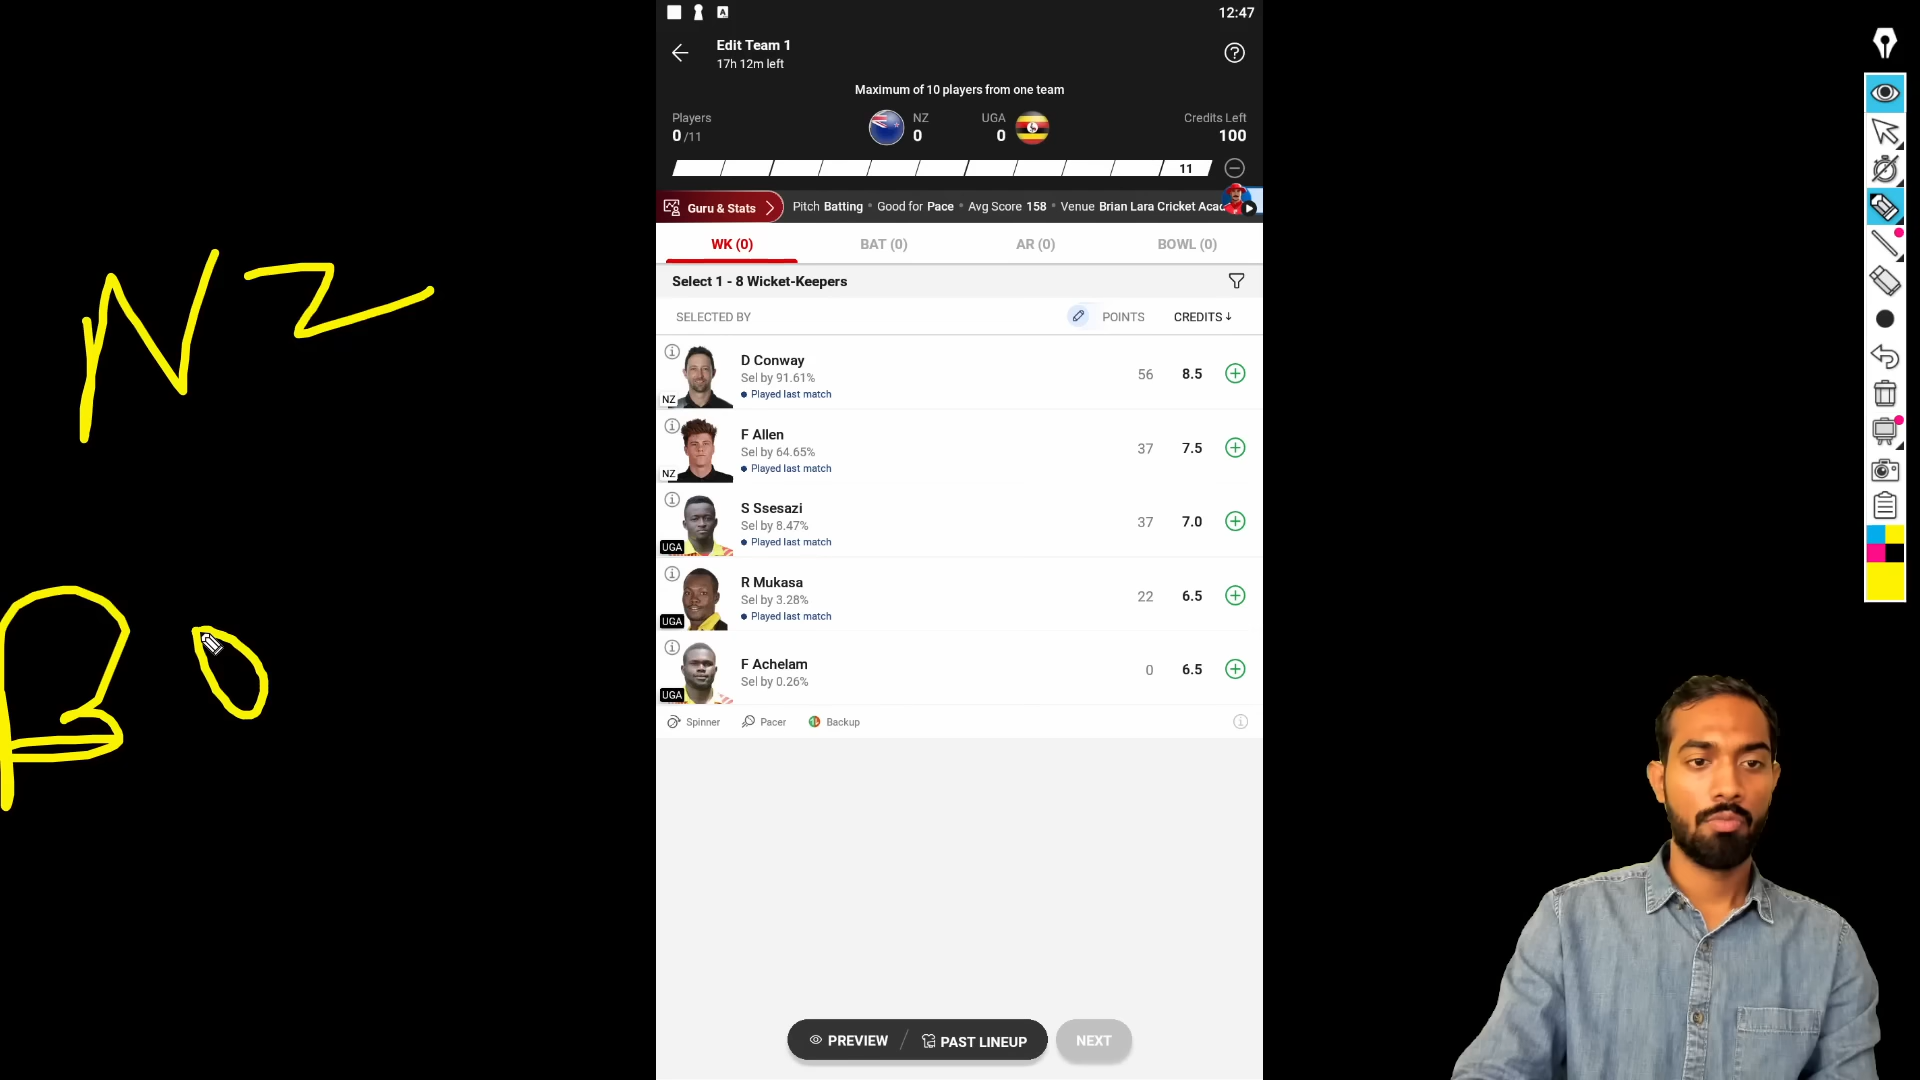 12:47
Edit Team 1
17h 12m left
Maximum of 10 players from one team
Players
0 /11
NZ
0
UGA
0
Credits Left
100
11
Guru & Stats
Pitch Batting • Good for Pace • Avg Score 158 • Venue Brian Lara Cricket Acad
WK (0) BAT (0) AR (0) BOWL (0)
Select 1 - 8 Wicket-Keepers
SELECTED BY POINTS CREDITS ↓
D Conway
Sel by 91.61%
Played last match
NZ
56 8.5
F Allen
Sel by 64.65%
Played last match
NZ
37 7.5
S Ssesazi
Sel by 8.47%
Played last match
UGA
37 7.0
R Mukasa
Sel by 3.28%
Played last match
UGA
22 6.5
F Achelam
Sel by 0.26%
UGA
0 6.5
Spinner Pacer Backup
PREVIEW / PAST LINEUP NEXT
NZ
BO